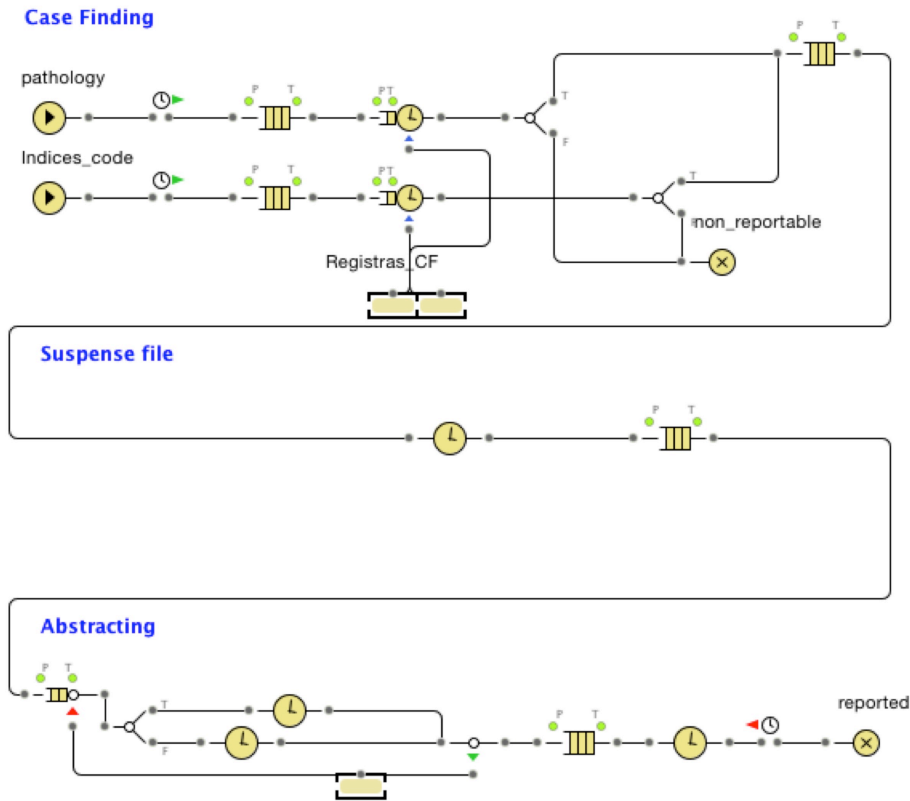 Case Finding
P T
pathology
P T
P T
T
F
Indices_code
P T
P T
T
F
non_reportable
Registras_CF
Suspense file
P T
Abstracting
P T
T
F
P T
reported